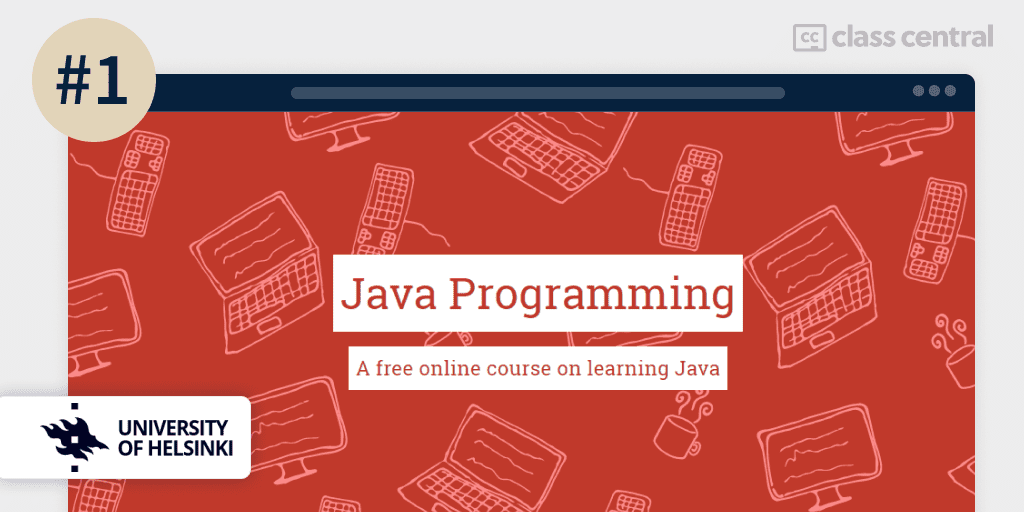 #1
cc class central
Java Programming
A free online course on learning Java
UNIVERSITY
OF HELSINKI